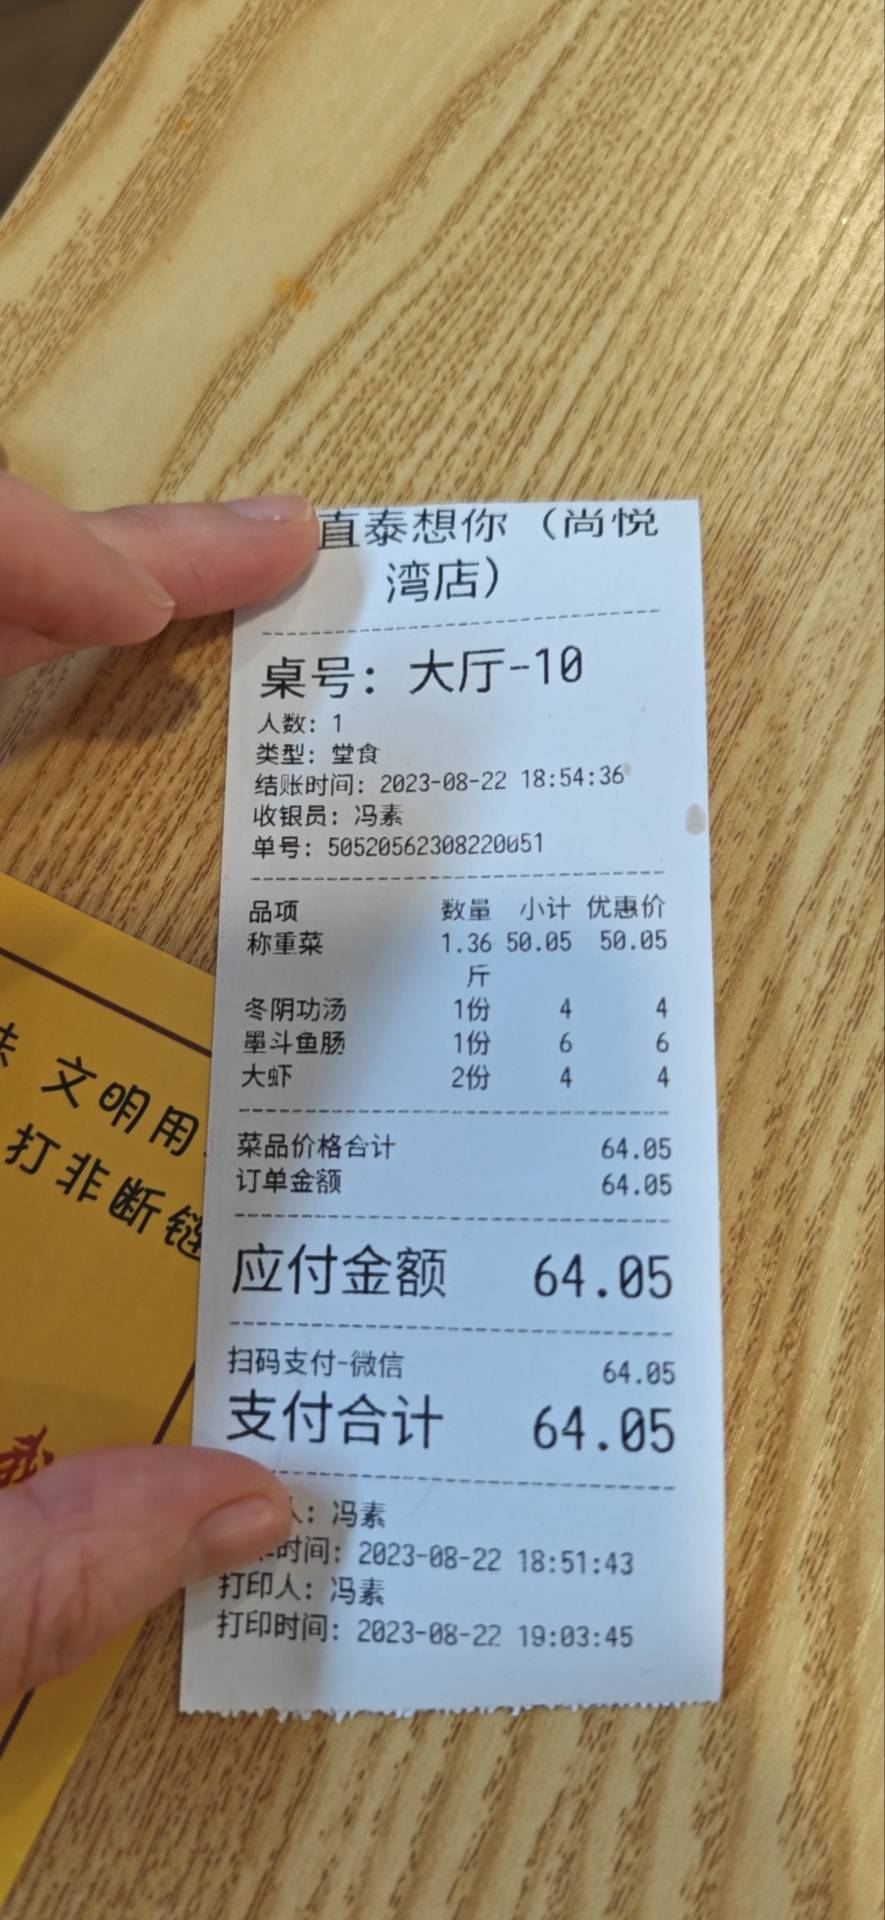 直泰想你（尚悦
湾店）
桌号：大厅-10
人数：1
类型：堂食
结账时间：2023-08-22 18:54:36
收银员：冯素
单号：50520562308220051
品项 数量 小计 优惠价
称重菜 1.36 50.05 50.05
斤
冬阴功汤 1份 4 4
墨斗鱼肠 1份 6 6
大虾 2份 4 4
菜品价格合计 64.05
订单金额 64.05
应付金额 64.05
扫码支付-微信 64.05
支付合计 64.05
人：冯素
时间：2023-08-22 18:51:43
打印人：冯素
打印时间：2023-08-22 19:03:45
文明用
打非断链